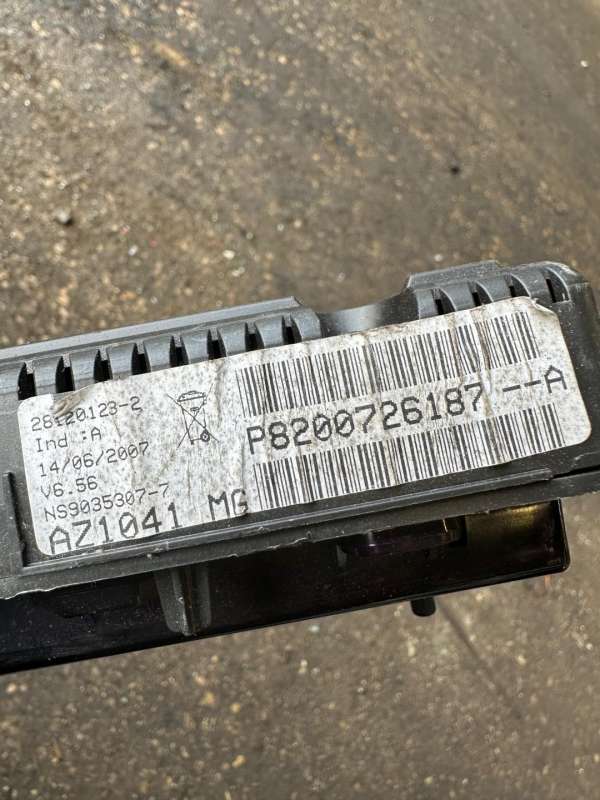 28120123-2
Ind :A
14/06/2007
V6.56
NS9035307-7
AZ1041 MG
P8200726187 --A